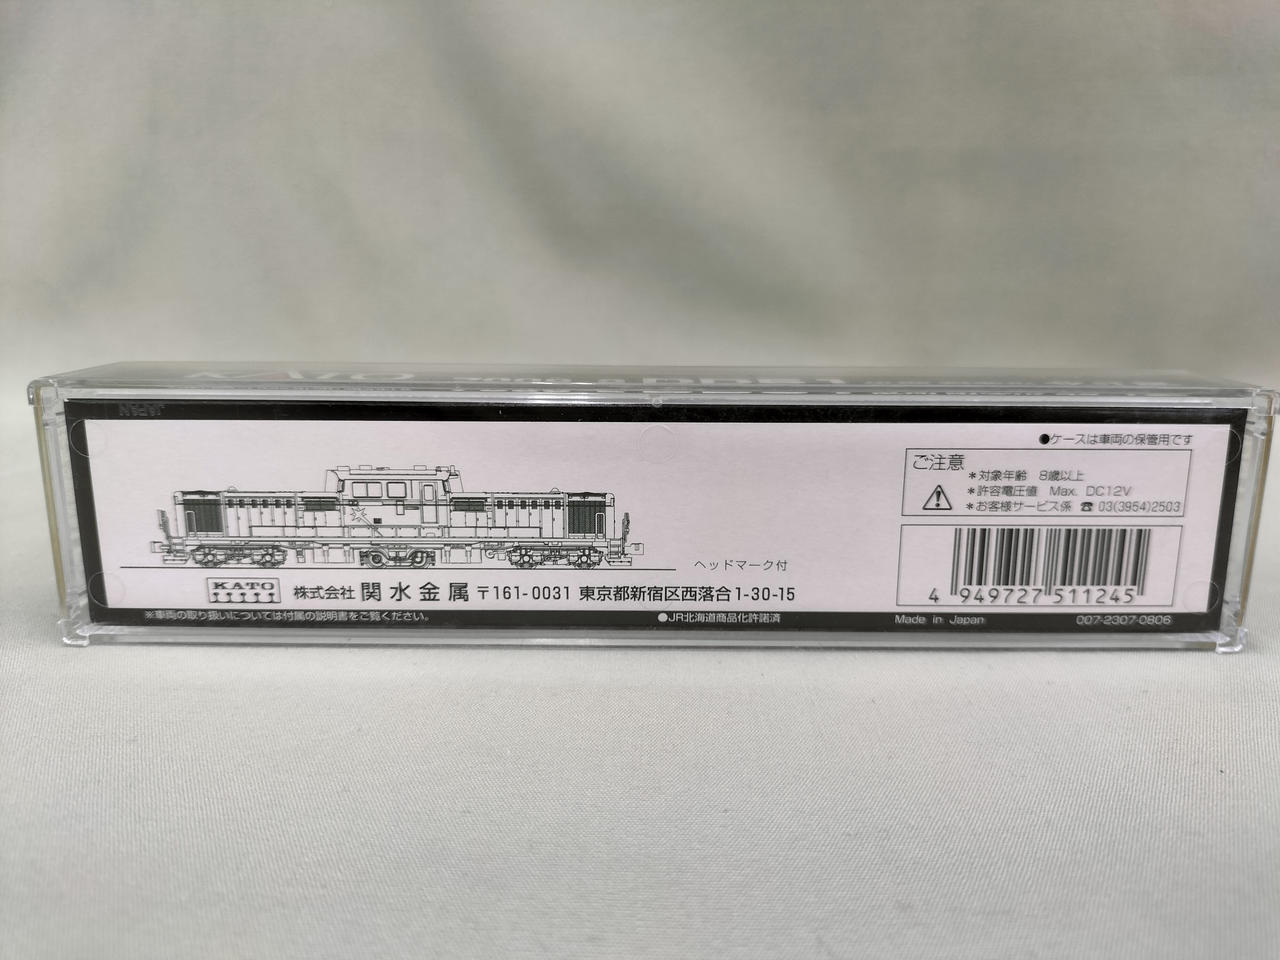 KATO
JAPAN
●ケースは車両の保管用です
ご注意
*対象年齢 8歳以上
*許容電圧値 Max. DC12V
*お客様サービス係 ☎ 03(3954)2503
ヘッドマーク付
KATO 株式会社 関水金属 〒161-0031 東京都新宿区西落合1-30-15
4 949727 511245
※車両の取り扱いについては付属の説明書をご覧ください。 ●JR北海道商品化許諾済 Made in Japan 007-2307-0806